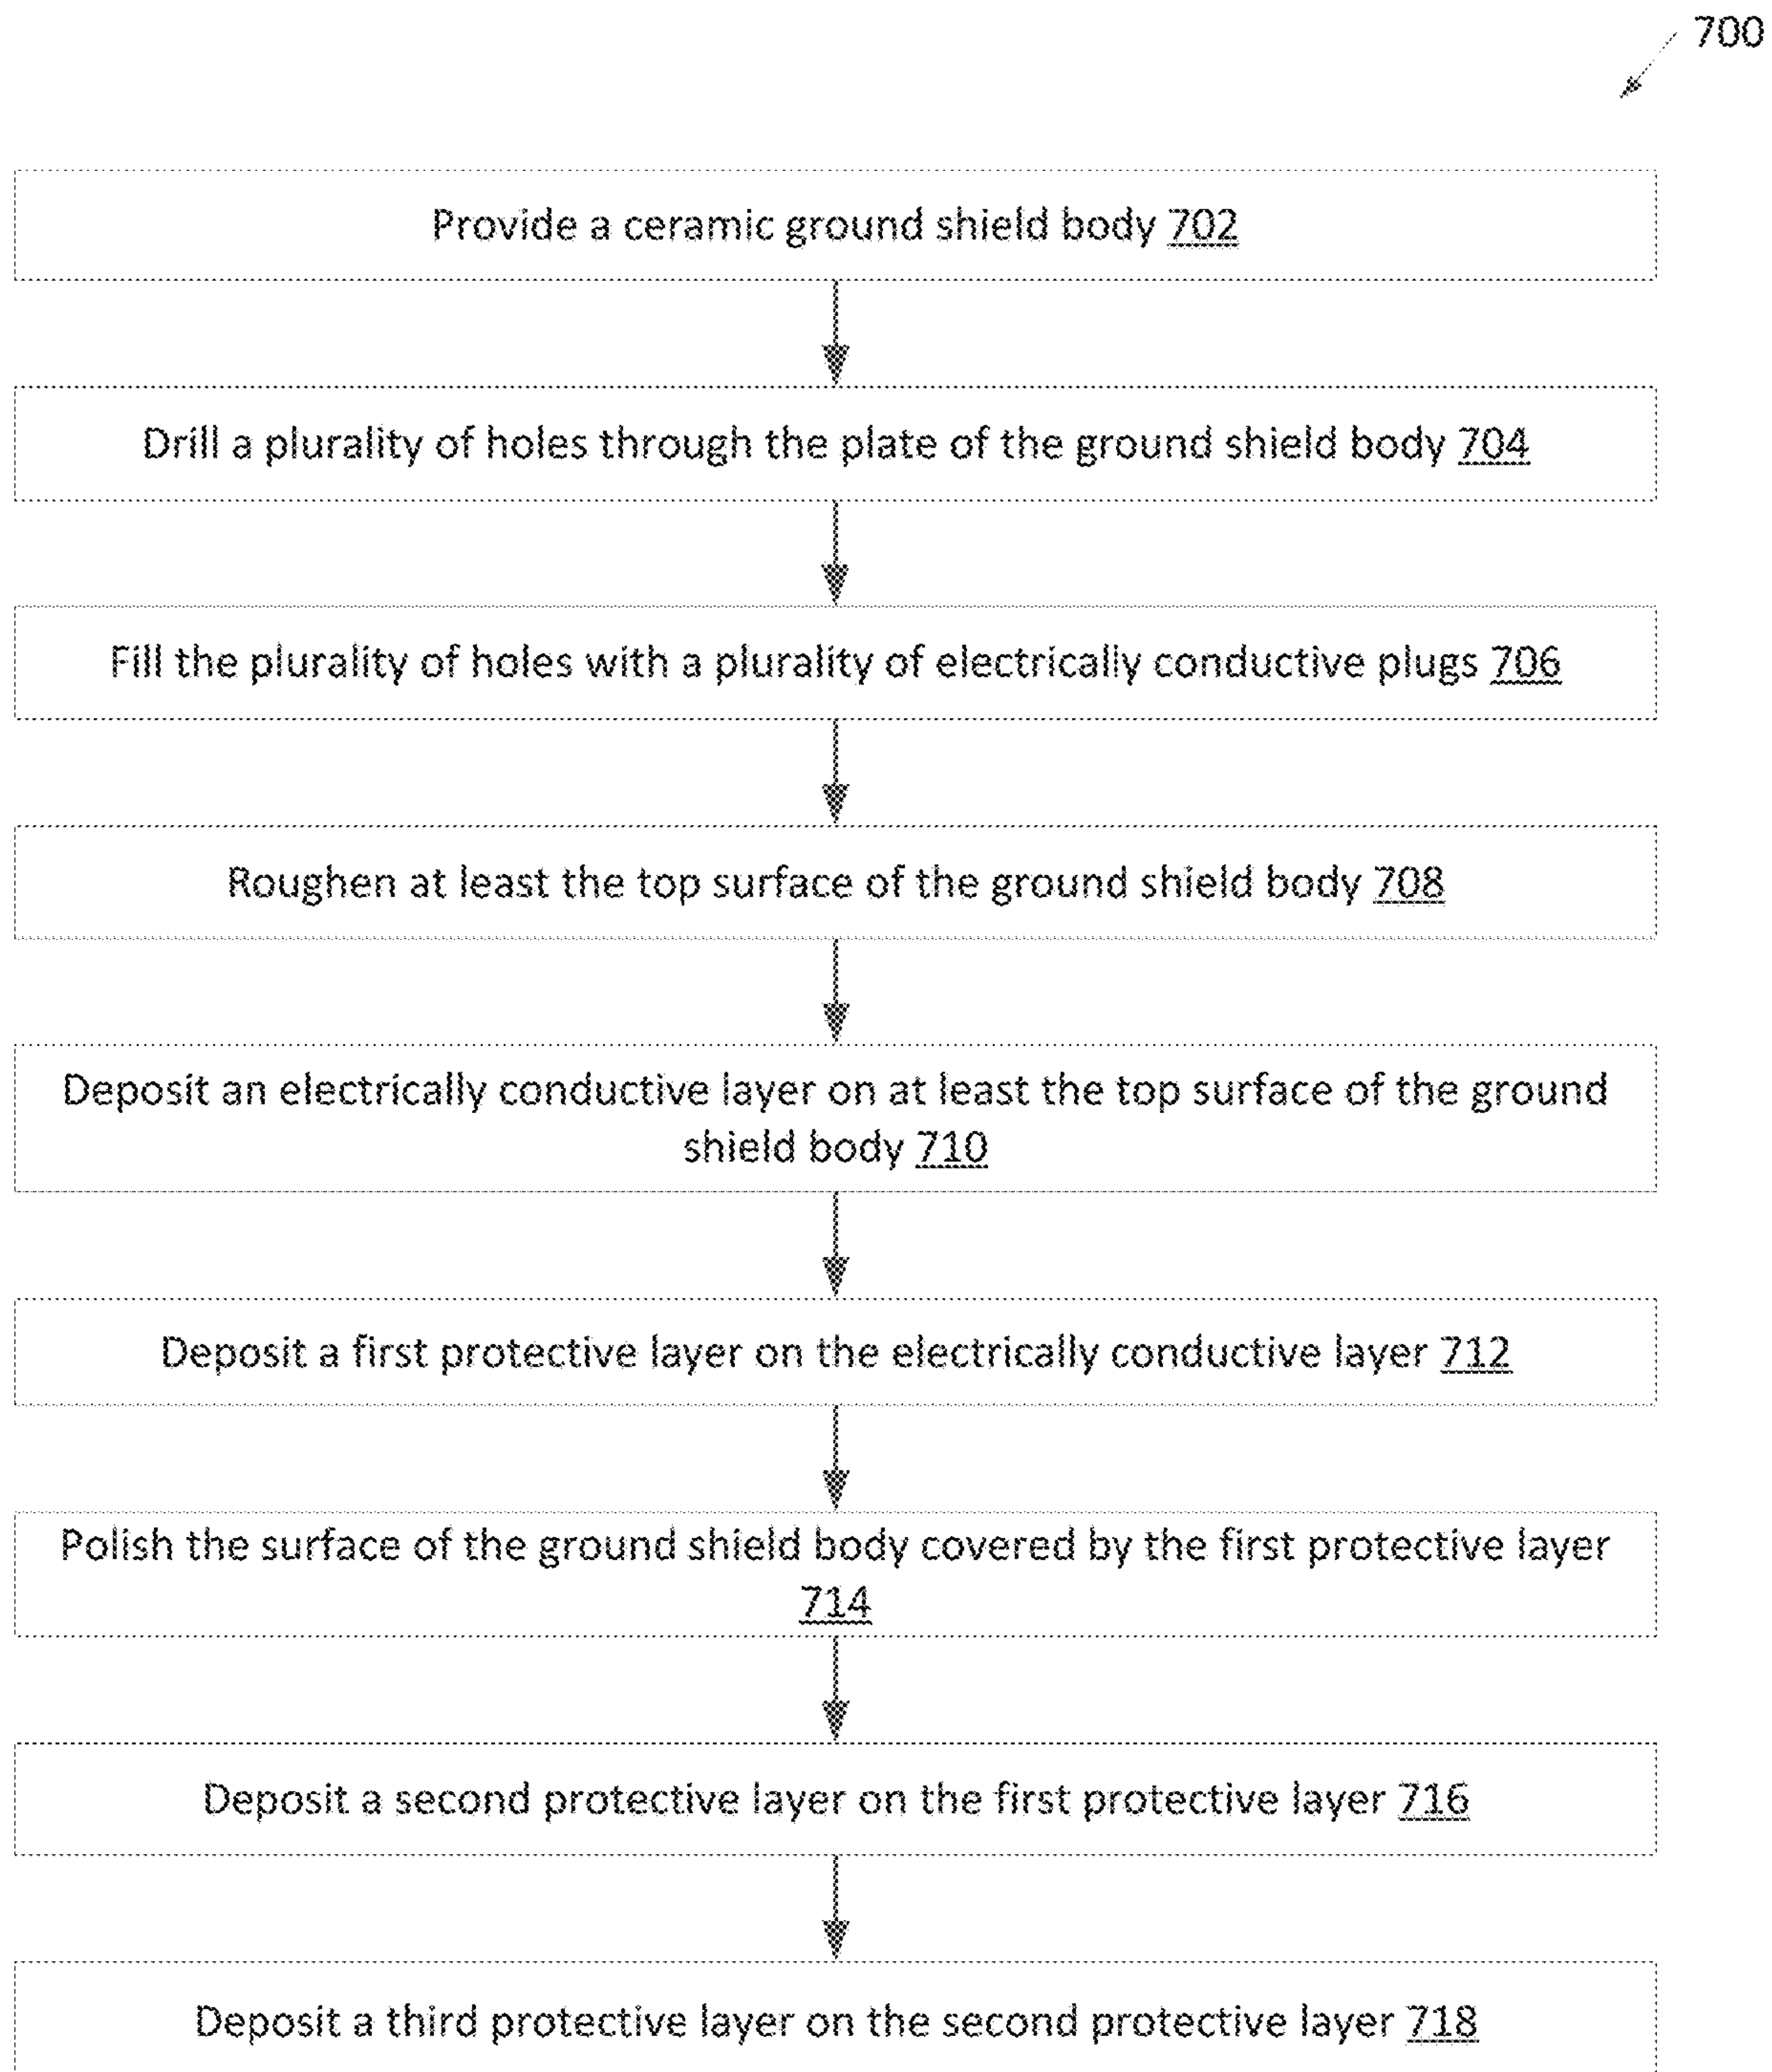 700
Provide a ceramic ground shield body 702
Drill a plurality of holes through the plate of the ground shield body 704
Fill the plurality of holes with a plurality of electrically conductive plugs 706
Roughen at least the top surface of the ground shield body 708
Deposit an electrically conductive layer on at least the top surface of the ground
shield body 710
Deposit a first protective layer on the electrically conductive layer 712
Polish the surface of the ground shield body covered by the first protective layer
714
Deposit a second protective layer on the first protective layer 716
Deposit a third protective layer on the second protective layer 718